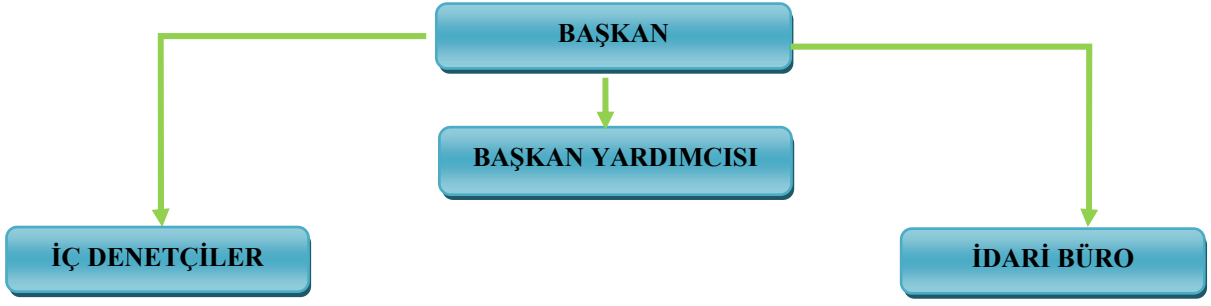 BAŞKAN
BAŞKAN YARDIMCISI
İÇ DENETÇİLER
İDARİ BÜRO